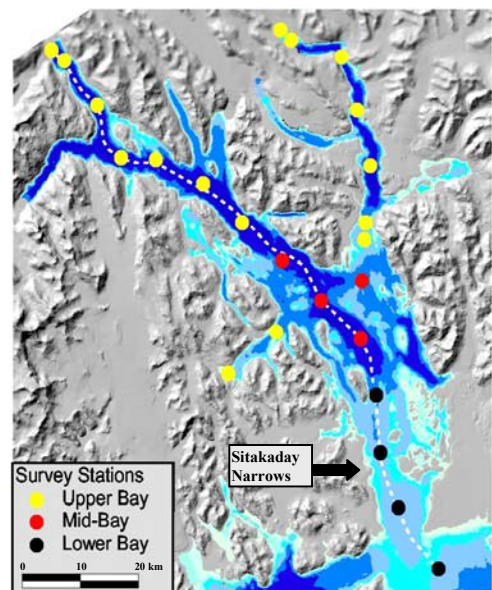 Sitakaday
Narrows
Survey Stations
Upper Bay
Mid-Bay
Lower Bay
0 10 20 km